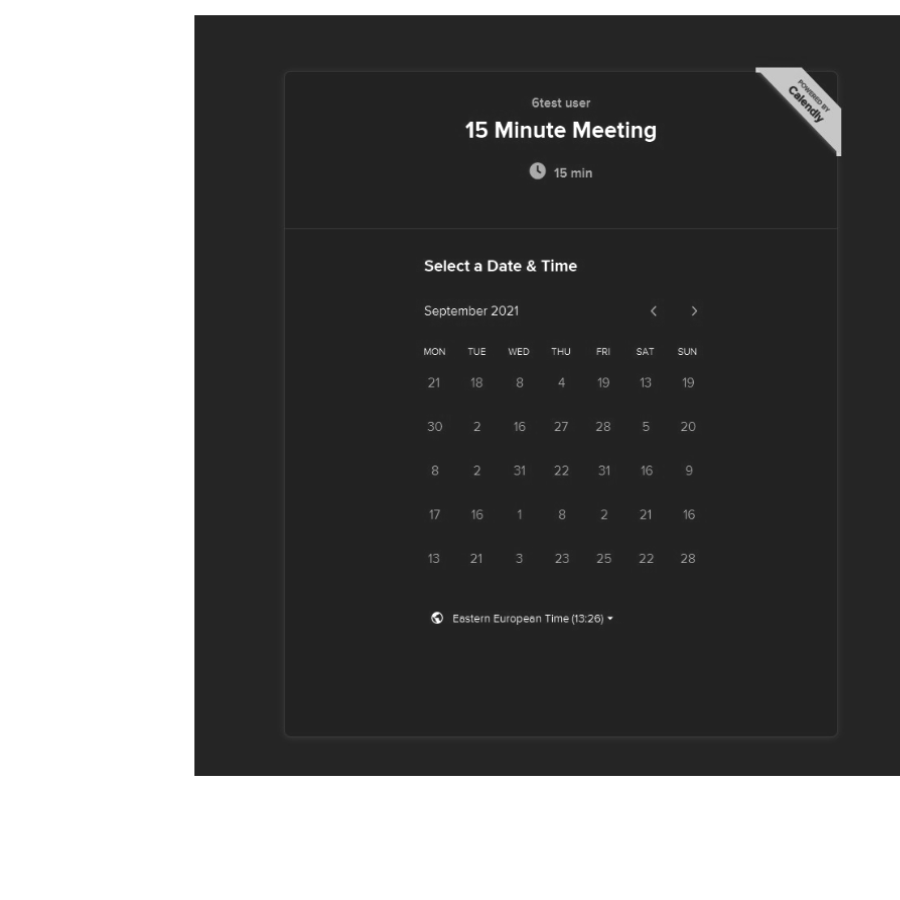 POWERED BY
Calendly
6test user
15 Minute Meeting
15 min
Select a Date & Time
September 2021
MON TUE WED THU FRI SAT SUN
21 18 8 4 19 13 19
30 2 16 27 28 5 20
8 2 31 22 31 16 9
17 16 1 8 2 21 16
13 21 3 23 25 22 28
Eastern European Time (13:26)